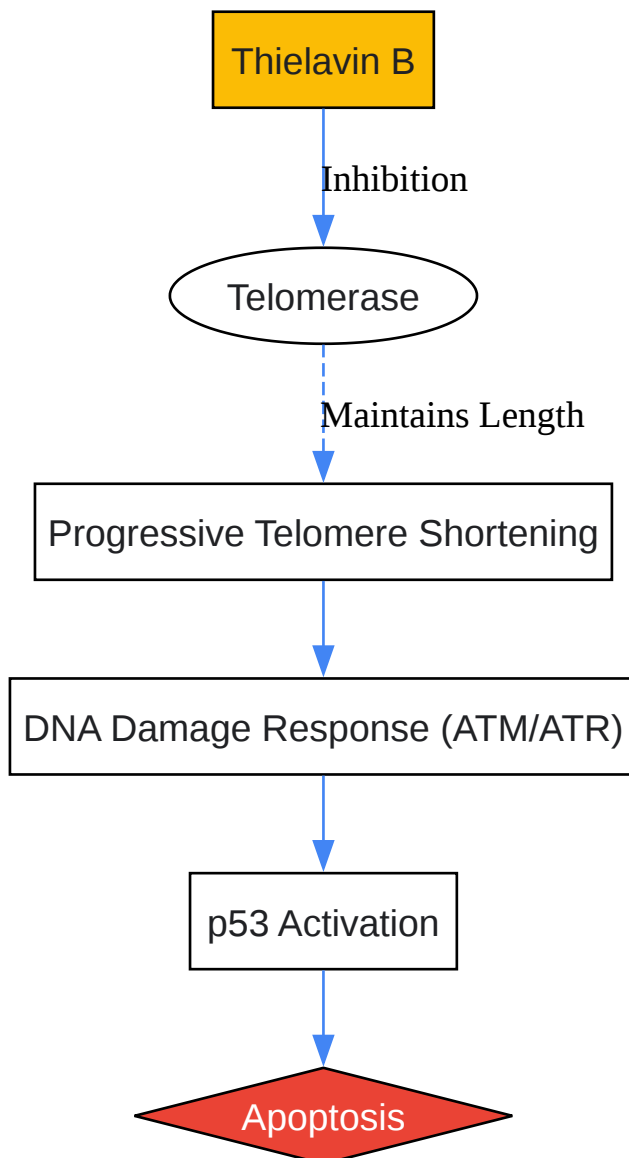 Thielavin B
Inhibition
Telomerase
Maintains Length
Progressive Telomere Shortening
DNA Damage Response (ATM/ATR)
p53 Activation
Apoptosis